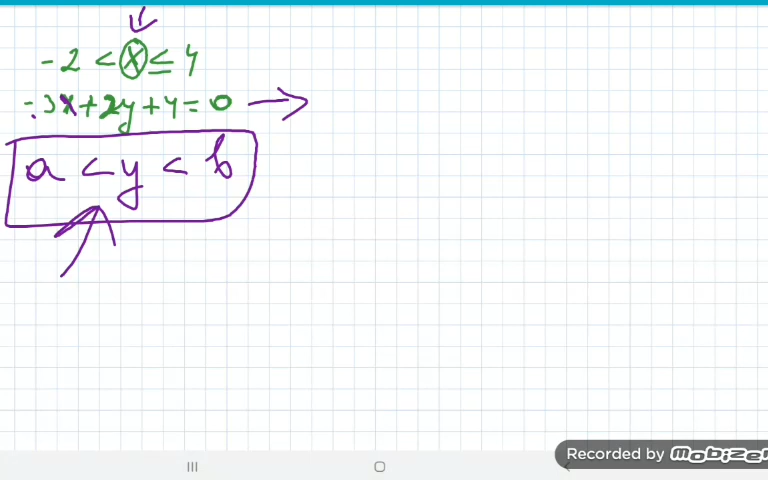 -2 < x ≤ 4
-3x + 2y + 4 = 0
a < y < b
Recorded by Mobizen